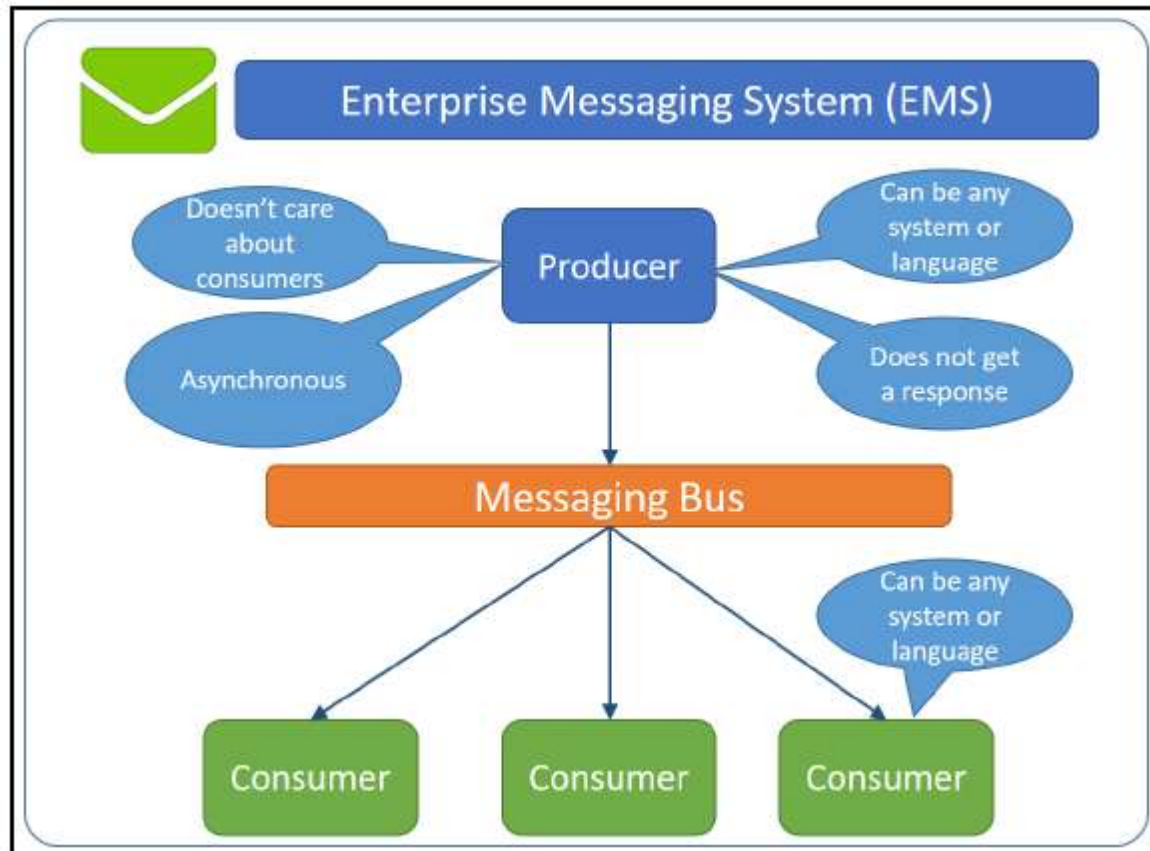 Enterprise Messaging System (EMS)
Doesn’t care
about
consumers
Can be any
system or
language
Producer
Asynchronous
Does not get
a response
Messaging Bus
Can be any
system or
language
Consumer
Consumer
Consumer